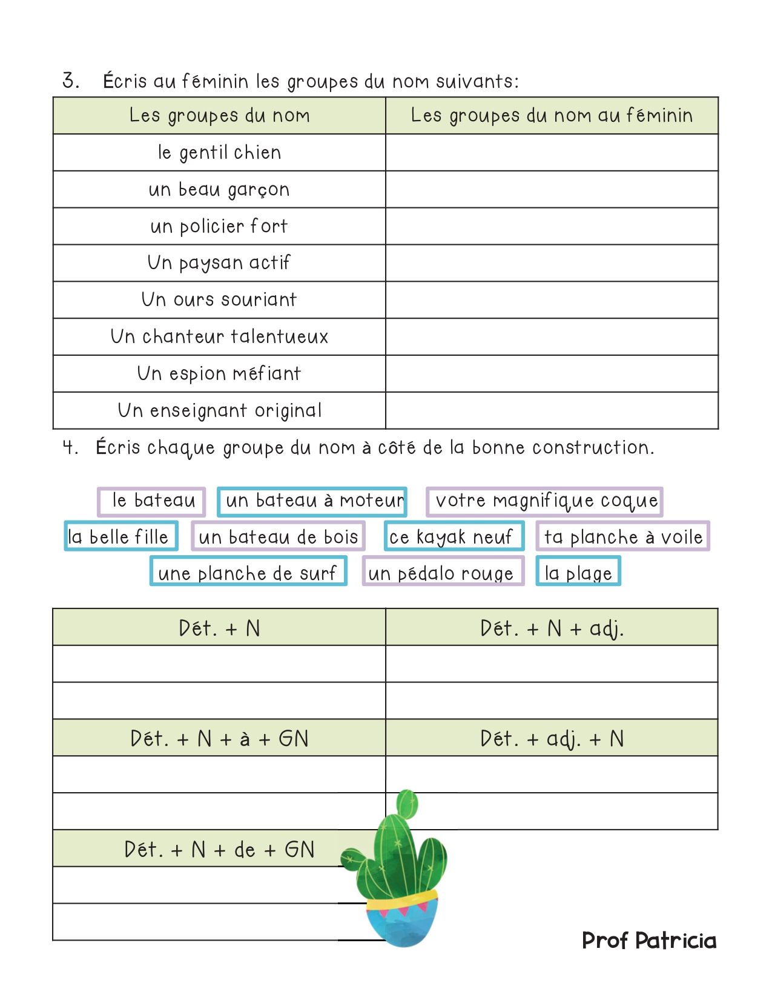 3. Écris au féminin les groupes du nom suivants:
Les groupes du nom Les groupes du nom au féminin
le gentil chien
un beau garçon
un policier fort
Un paysan actif
Un ours souriant
Un chanteur talentueux
Un espion méfiant
Un enseignant original
4. Écris chaque groupe du nom à côté de la bonne construction.
le bateau un bateau à moteur votre magnifique coque
la belle fille un bateau de bois ce kayak neuf ta planche à voile
une planche de surf un pédalo rouge la plage
Dét. + N Dét. + N + adj.
Dét. + N + à + GN Dét. + adj. + N
Dét. + N + de + GN
Prof Patricia